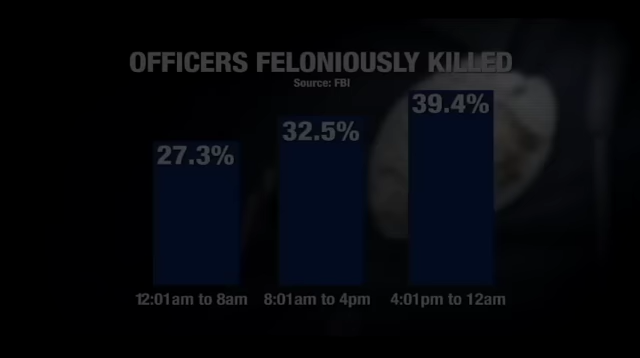 OFFICERS FELONIOUSLY KILLED
Source: FBI
27.3%
32.5%
39.4%
12:01am to 8am
8:01am to 4pm
4:01pm to 12am